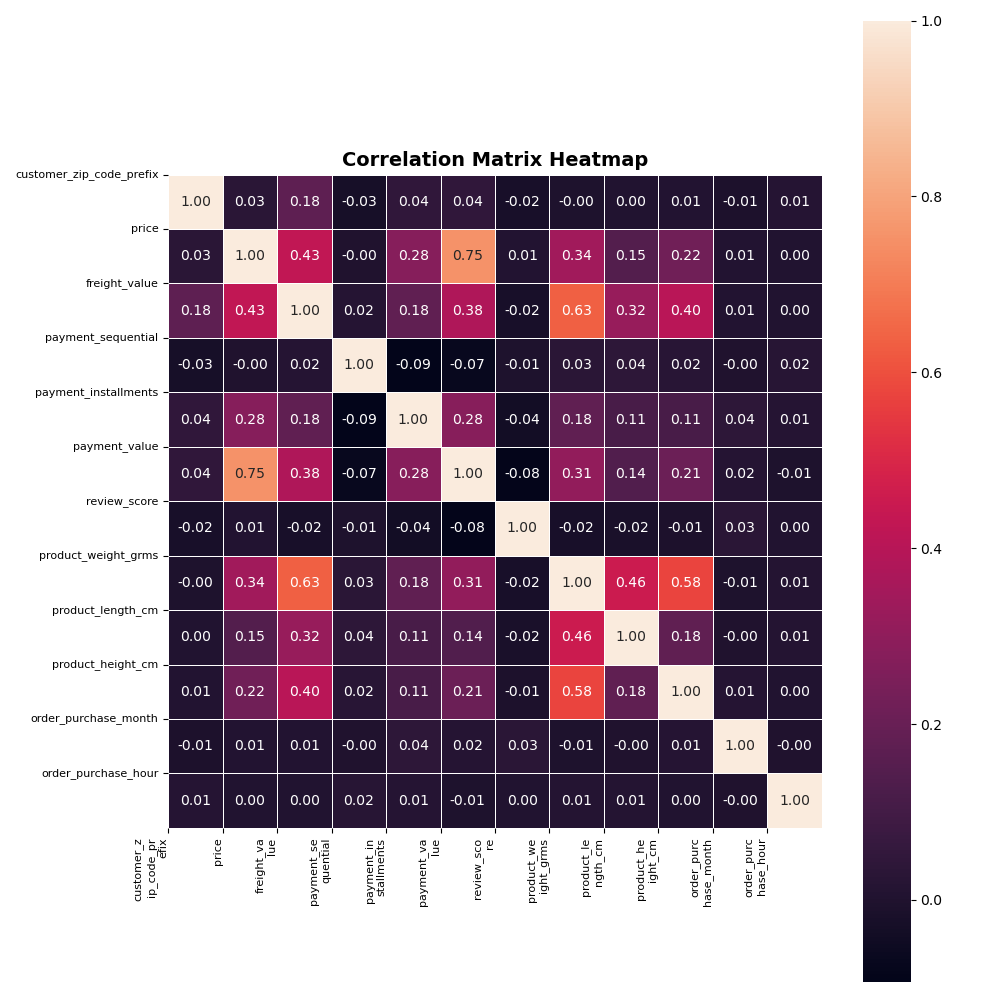 Correlation Matrix Heatmap
customer_zip_code_prefix
1.00 0.03 0.18 -0.03 0.04 0.04 -0.02 -0.00 0.00 0.01 -0.01 0.01
price
0.03 1.00 0.43 -0.00 0.28 0.75 0.01 0.34 0.15 0.22 0.01 0.00
freight_value
0.18 0.43 1.00 0.02 0.18 0.38 -0.02 0.63 0.32 0.40 0.01 0.00
payment_sequential
-0.03 -0.00 0.02 1.00 -0.09 -0.07 -0.01 0.03 0.04 0.02 -0.00 0.02
payment_installments
0.04 0.28 0.18 -0.09 1.00 0.28 -0.04 0.18 0.11 0.11 0.04 0.01
payment_value
0.04 0.75 0.38 -0.07 0.28 1.00 -0.08 0.31 0.14 0.21 0.02 -0.01
review_score
-0.02 0.01 -0.02 -0.01 -0.04 -0.08 1.00 -0.02 -0.02 -0.01 0.03 0.00
product_weight_grms
-0.00 0.34 0.63 0.03 0.18 0.31 -0.02 1.00 0.46 0.58 -0.01 0.01
product_length_cm
0.00 0.15 0.32 0.04 0.11 0.14 -0.02 0.46 1.00 0.18 -0.00 0.01
product_height_cm
0.01 0.22 0.40 0.02 0.11 0.21 -0.01 0.58 0.18 1.00 0.01 0.00
order_purchase_month
-0.01 0.01 0.01 -0.00 0.04 0.02 0.03 -0.01 -0.00 0.01 1.00 -0.00
order_purchase_hour
0.01 0.00 0.00 0.02 0.01 -0.01 0.00 0.01 0.01 0.00 -0.00 1.00
customer_z
ip_code_pr
efix
price
freight_va
lue
payment_se
quential
payment_in
stallments
payment_va
lue
review_sco
re
product_we
ight_grms
product_le
ngth_cm
product_he
ight_cm
order_purc
hase_month
order_purc
hase_hour
1.0
0.8
0.6
0.4
0.2
0.0